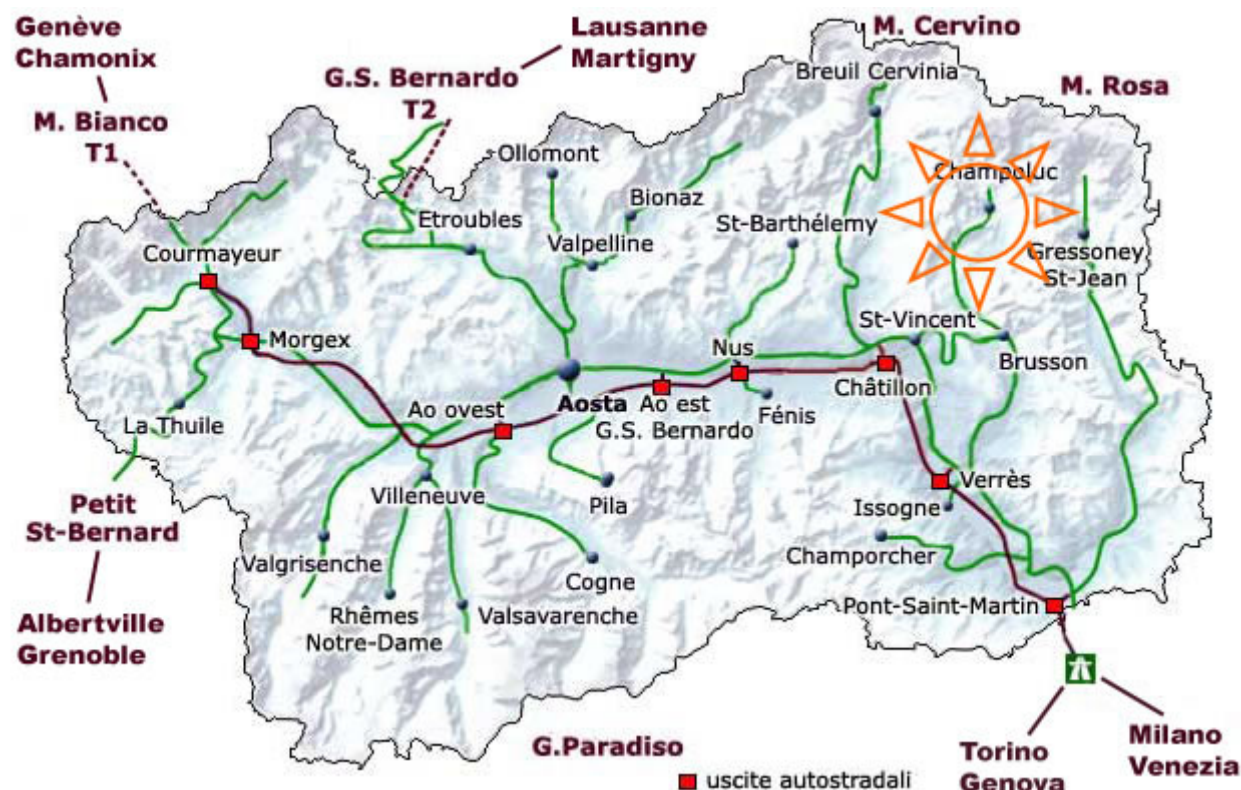 Genève
Chamonix
M. Bianco
T1
G.S. Bernardo
T2
Lausanne
Martigny
M. Cervino
Breuil Cervinia
M. Rosa
Ollomont
Bionaz
Etroubles
Valpelline
St-Barthélemy
Champoluc
Gressoney
St-Jean
Courmayeur
Morgex
La Thuile
St-Vincent
Brusson
Nus
Châtillon
Aosta
Ao ovest
Ao est
G.S. Bernardo
Fénis
Villeneuve
Pila
Verrès
Issogne
Champorcher
Petit
St-Bernard
Valgrisenche
Cogne
Rhêmes
Notre-Dame
Valsavarenche
Pont-Saint-Martin
Albertville
Grenoble
G.Paradiso
Torino
Genova
Milano
Venezia
uscite autostradali